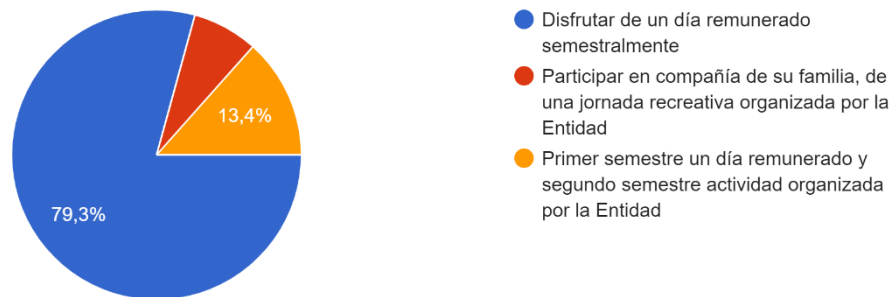 Disfrutar de un día remunerado
semestralmente
Participar en compañía de su familia, de
una jornada recreativa organizada por la
Entidad
Primer semestre un día remunerado y
segundo semestre actividad organizada
por la Entidad
13,4%
79,3%